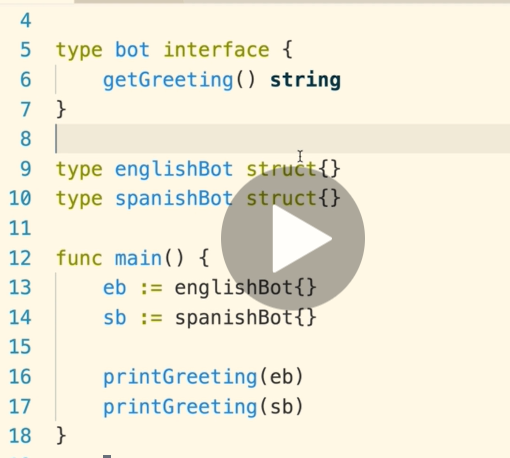 4
5 type bot interface {
6     getGreeting() string
7 }
8
9 type englishBot struct{}
10 type spanishBot struct{}
11
12 func main() {
13     eb := englishBot{}
14     sb := spanishBot{}
15
16     printGreeting(eb)
17     printGreeting(sb)
18 }